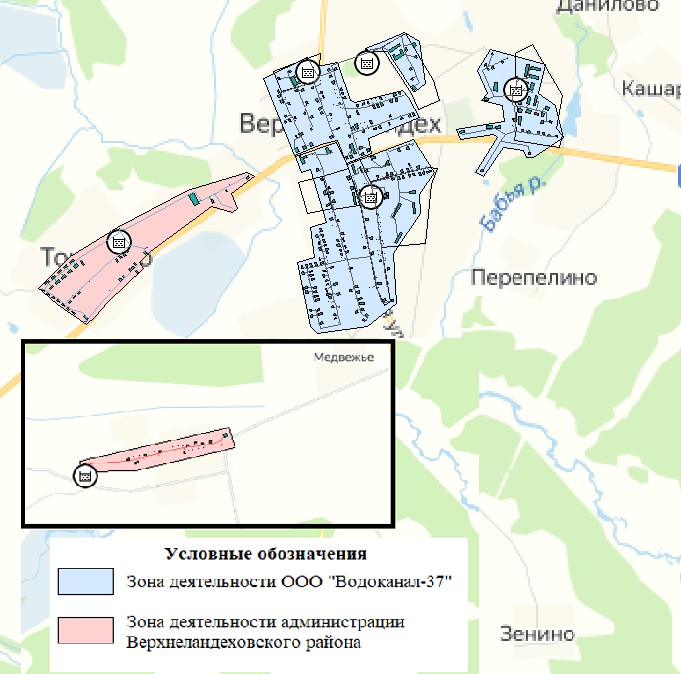 Данилово
Кашар
Вер дех
Бабья р.
То о
Перепелино
ул
Медвежье
Условные обозначения
Зона деятельности ООО "Водоканал-37"
Зона деятельности администрации
Верхнеландеховского района
Зенино